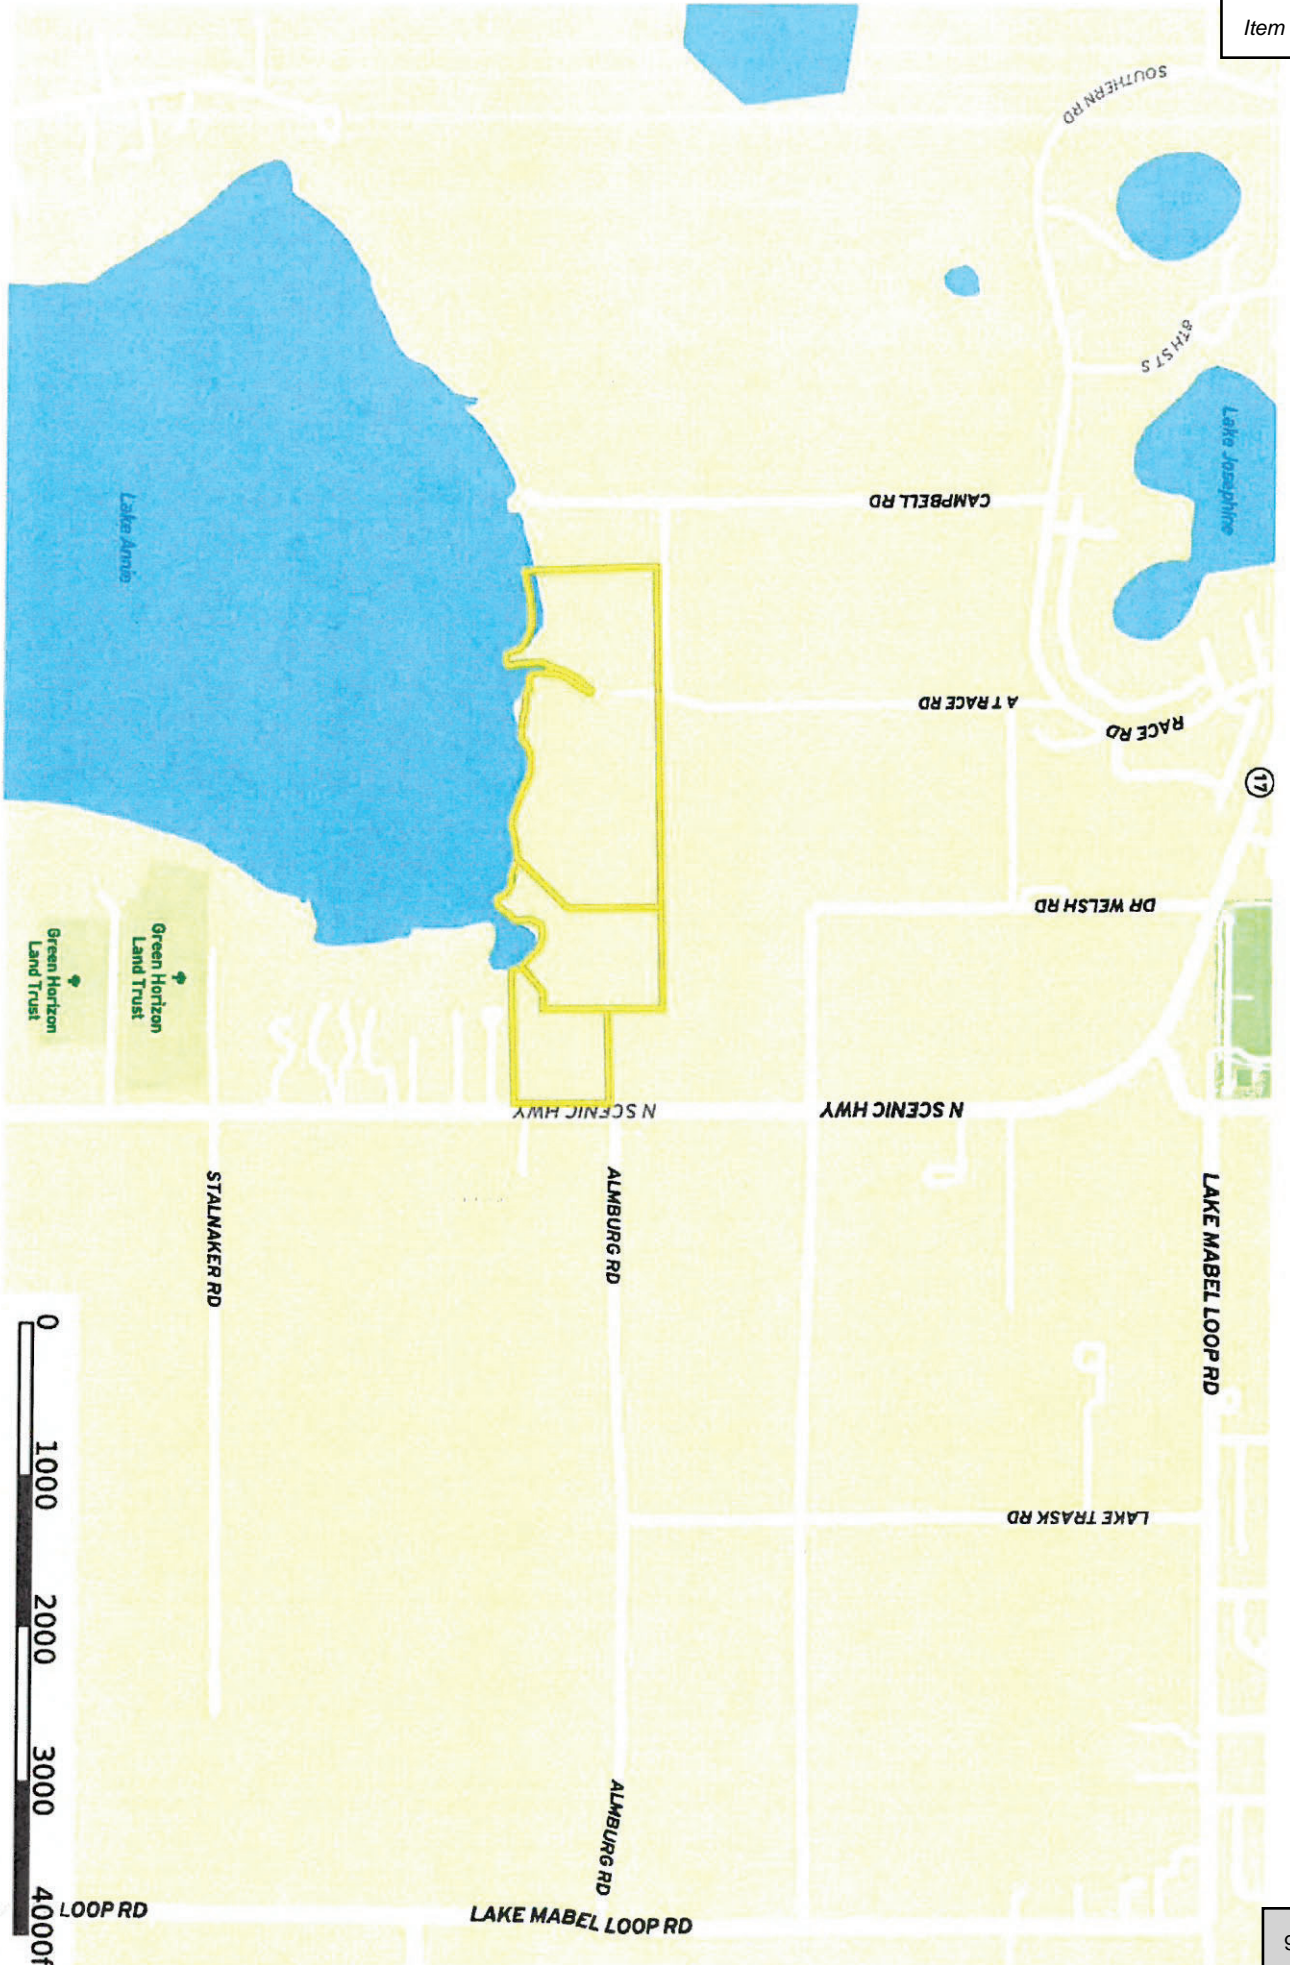 Item
SOUTHERN RD
8TH ST S
Lake Josephine
CAMPBELL RD
Lake Annie
A T RACE RD
RACE RD
17
DR WELSH RD
Green Horizon
Land Trust
Green Horizon
Land Trust
N SCENIC HWY
N SCENIC HWY
STALNAKER RD
ALMBURG RD
LAKE MABEL LOOP RD
LAKE TRASK RD
ALMBURG RD
LOOP RD
LAKE MABEL LOOP RD
0
1000
2000
3000
4000f
9